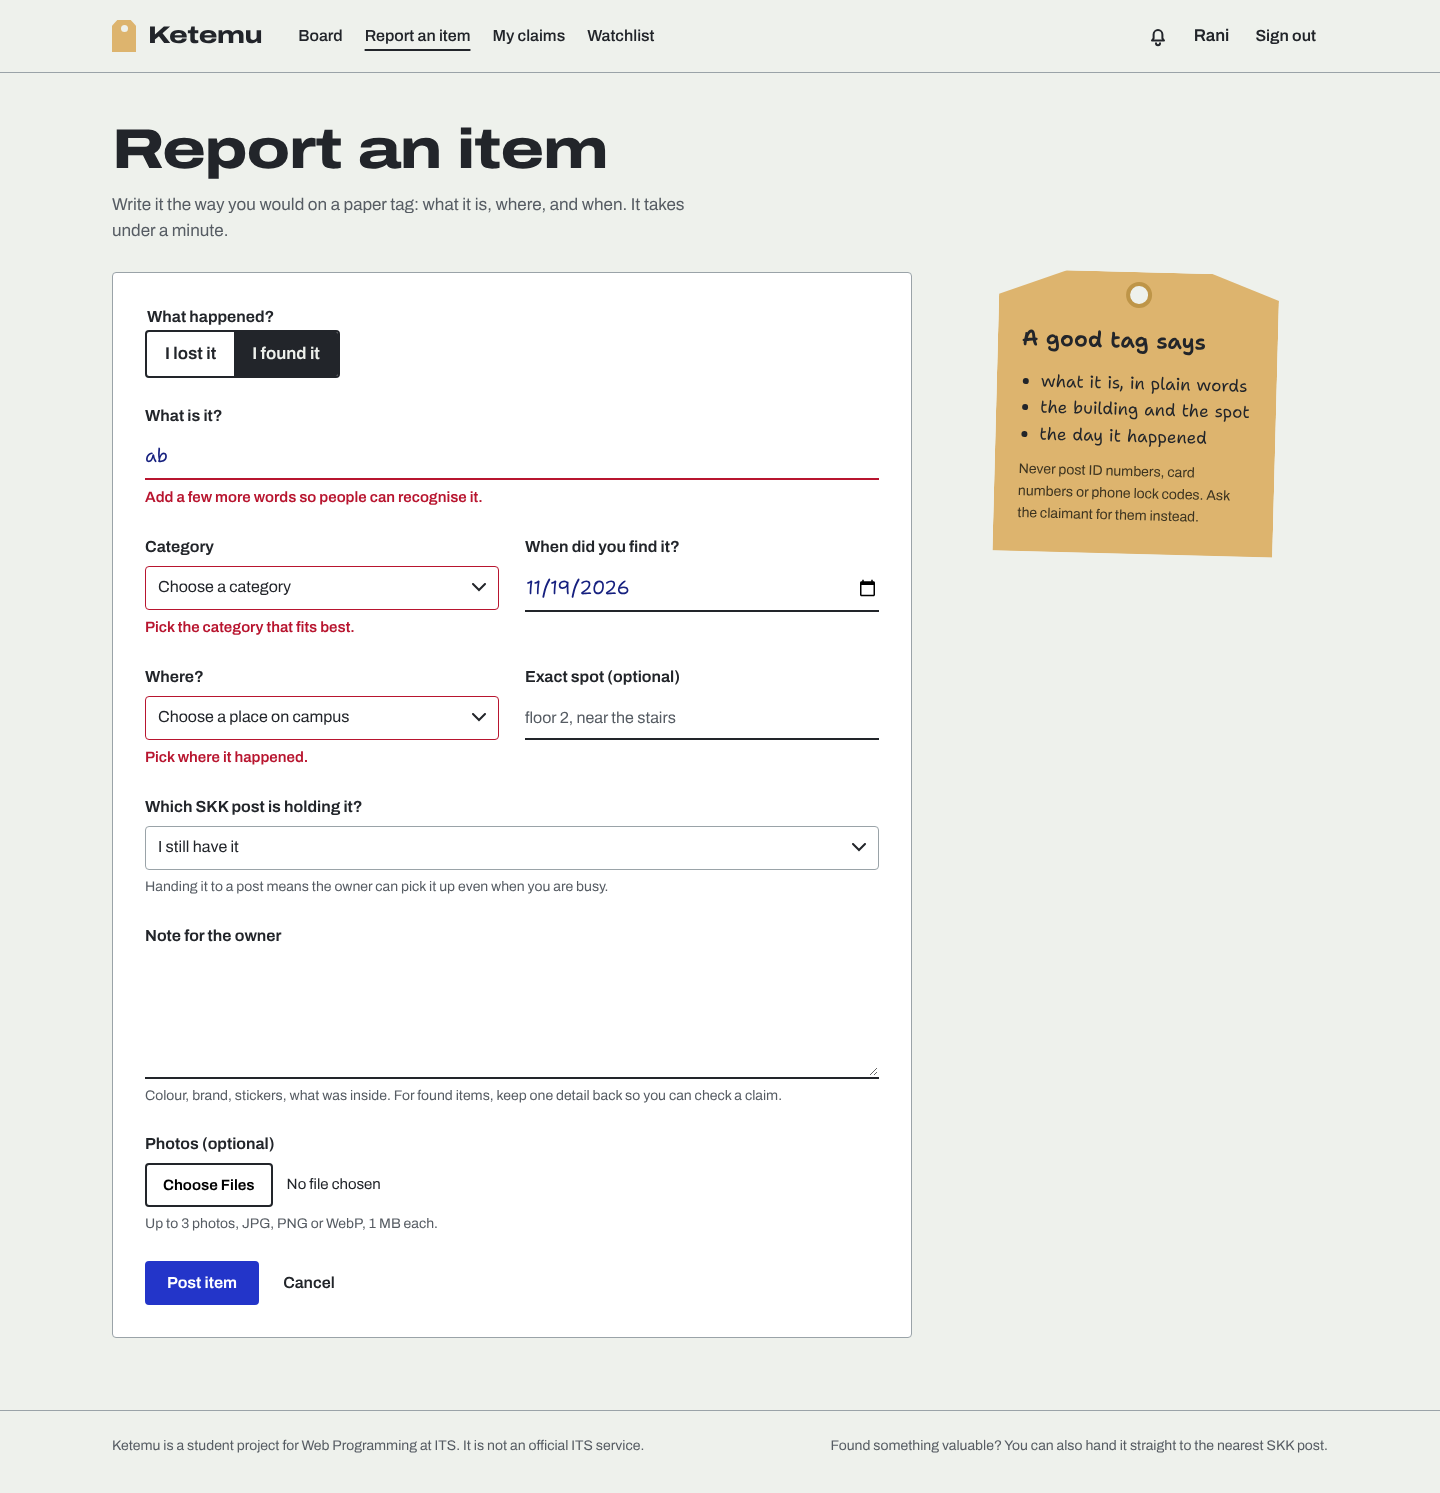 Ketemu
Board
Report an item
My claims
Watchlist
Rani
Sign out
Report an item
Write it the way you would on a paper tag: what it is, where, and when. It takes
under a minute.
What happened?
I lost it
I found it
What is it?
ab
Add a few more words so people can recognise it.
Category
When did you find it?
Choose a category
11/19/2026
Pick the category that fits best.
Where?
Exact spot (optional)
Choose a place on campus
floor 2, near the stairs
Pick where it happened.
Which SKK post is holding it?
I still have it
Handing it to a post means the owner can pick it up even when you are busy.
Note for the owner
Colour, brand, stickers, what was inside. For found items, keep one detail back so you can check a claim.
Photos (optional)
Choose Files
No file chosen
Up to 3 photos, JPG, PNG or WebP, 1 MB each.
Post item
Cancel
A good tag says
• what it is, in plain words
• the building and the spot
• the day it happened
Never post ID numbers, card
numbers or phone lock codes. Ask
the claimant for them instead.
Ketemu is a student project for Web Programming at ITS. It is not an official ITS service.
Found something valuable? You can also hand it straight to the nearest SKK post.